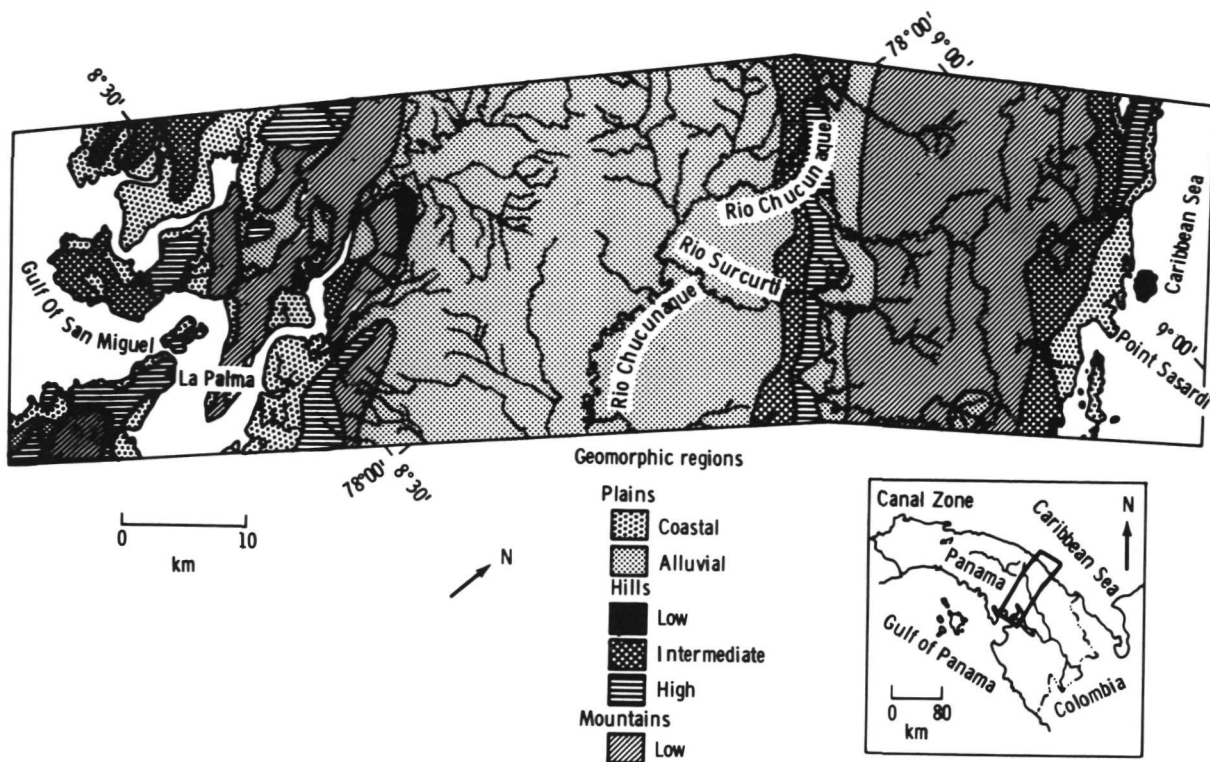 8°30'
78°00'
9°00'
Rio Chucunaque
Rio Surcurti
Rio Chucunaque
Caribbean Sea
Gulf Of San Miguel
La Palma
Point Sasardi
9°00'
78°00'
8°30'
0 10
km
N
Geomorphic regions
Plains
Coastal
Alluvial
Hills
Low
Intermediate
High
Mountains
Low
Canal Zone
N
Caribbean Sea
Panama
Gulf of Panama
Colombia
0 80
km